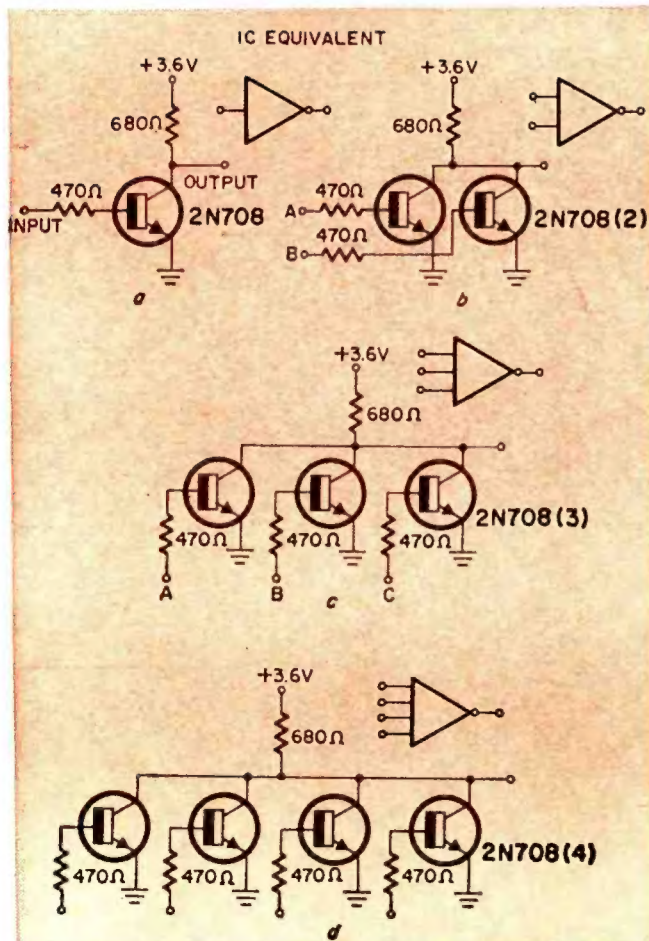 IC EQUIVALENT
+3.6V
680Ω
OUTPUT
470Ω
INPUT
2N708
a
+3.6V
680Ω
A
470Ω
B
470Ω
2N708(2)
b
+3.6V
680Ω
470Ω
470Ω
470Ω
2N708(3)
A
B
C
c
+3.6V
680Ω
470Ω
470Ω
470Ω
470Ω
2N708(4)
d